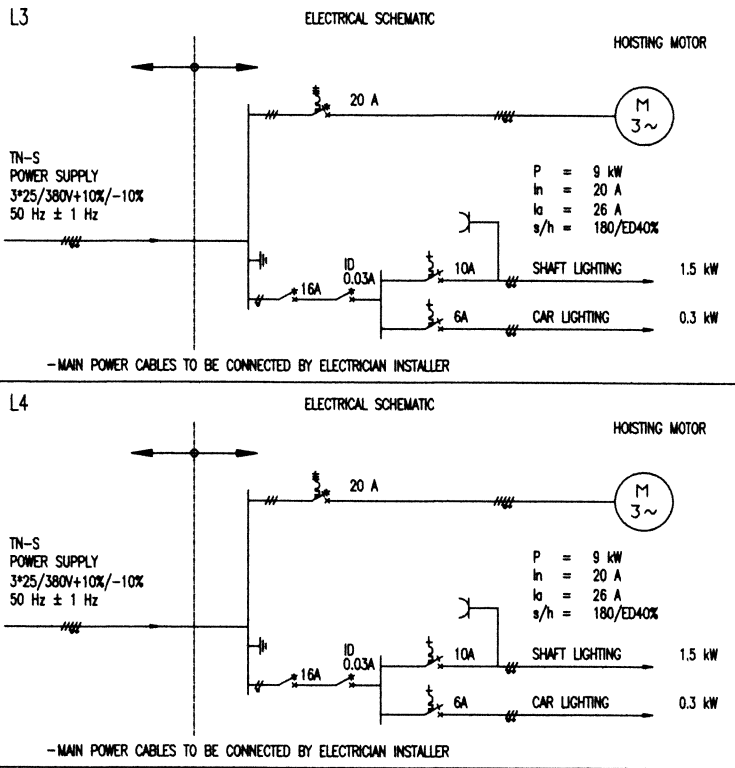 L3
ELECTRICAL SCHEMATIC
HOISTING MOTOR
20 A
M
3~
TN-S
POWER SUPPLY
3*25/380V+10%/-10%
50 Hz ± 1 Hz
P = 9 kW
In = 20 A
Ia = 26 A
s/h = 180/ED40%
16A
ID
0.03A
10A
SHAFT LIGHTING
1.5 kW
6A
CAR LIGHTING
0.3 kW
-MAIN POWER CABLES TO BE CONNECTED BY ELECTRICIAN INSTALLER
L4
ELECTRICAL SCHEMATIC
HOISTING MOTOR
20 A
M
3~
TN-S
POWER SUPPLY
3*25/380V+10%/-10%
50 Hz ± 1 Hz
P = 9 kW
In = 20 A
Ia = 26 A
s/h = 180/ED40%
16A
ID
0.03A
10A
SHAFT LIGHTING
1.5 kW
6A
CAR LIGHTING
0.3 kW
-MAIN POWER CABLES TO BE CONNECTED BY ELECTRICIAN INSTALLER